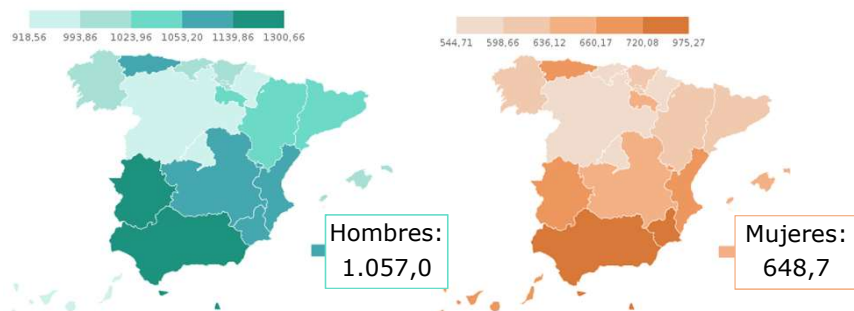 918,56 993,86 1023,96 1053,20 1139,86 1300,66
544,71 598,66 636,12 660,17 720,08 975,27
Hombres:
1.057,0
Mujeres:
648,7